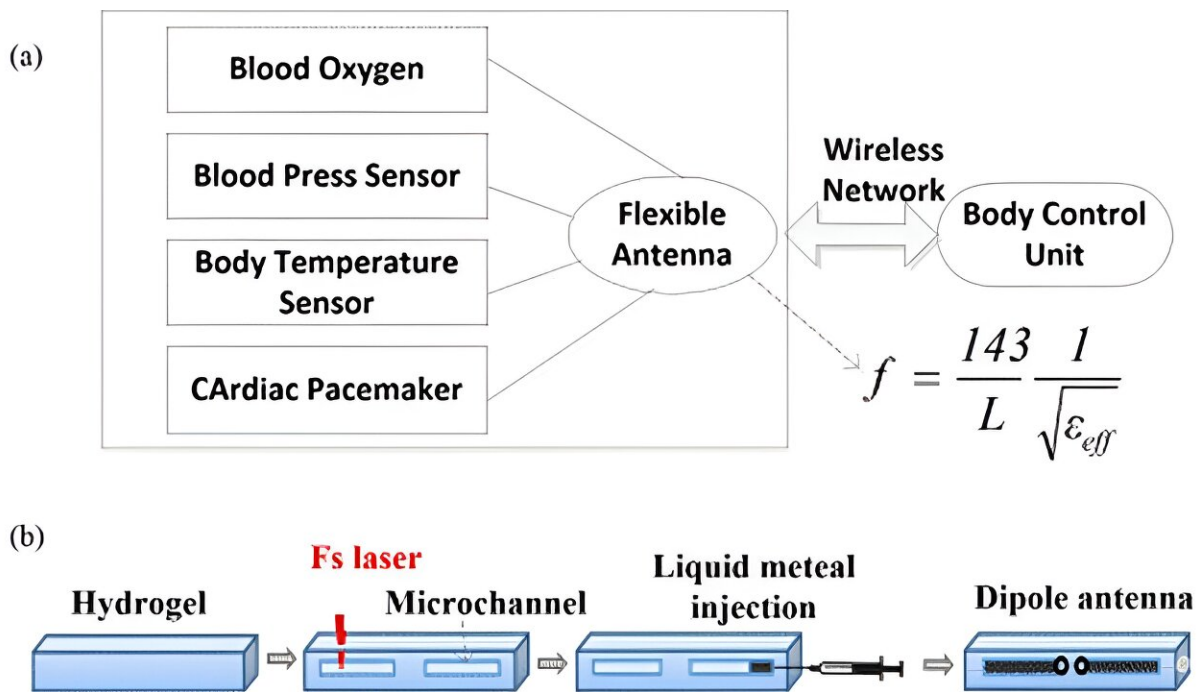 (a)
Blood Oxygen
Blood Press Sensor
Body Temperature
Sensor
CArdiac Pacemaker
Flexible
Antenna
Wireless
Network
Body Control
Unit
f = 143/L 1/√ε_eff
(b)
Hydrogel
Fs laser
Microchannel
Liquid meteal
injection
Dipole antenna